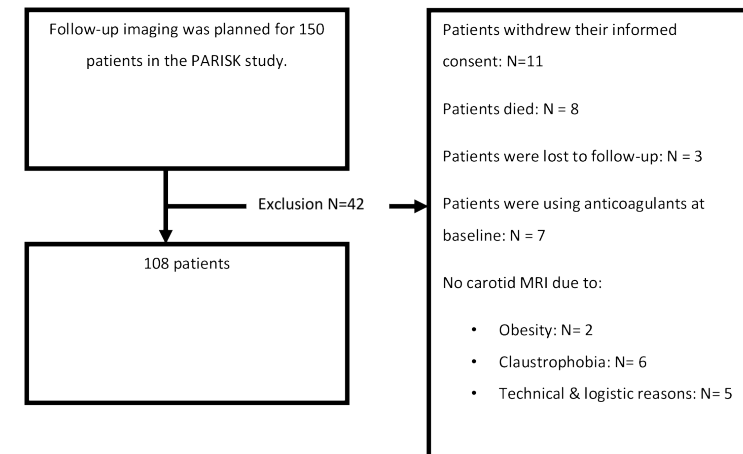 Follow-up imaging was planned for 150
patients in the PARISK study.
Exclusion N=42
108 patients
Patients withdrew their informed
consent: N=11
Patients died: N = 8
Patients were lost to follow-up: N = 3
Patients were using anticoagulants at
baseline: N = 7
No carotid MRI due to:
• Obesity: N= 2
• Claustrophobia: N= 6
• Technical & logistic reasons: N= 5